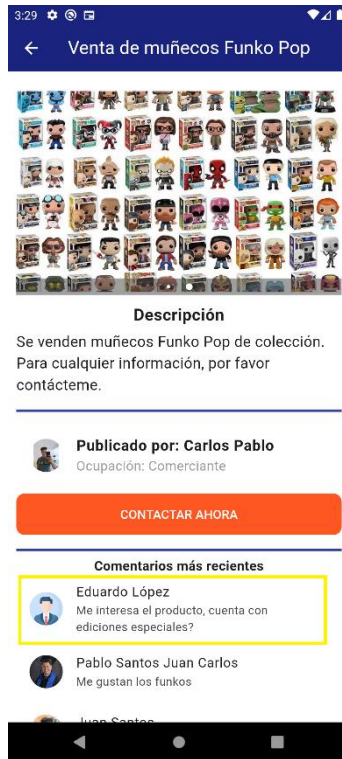 3:29
Venta de muñecos Funko Pop
Descripción
Se venden muñecos Funko Pop de colección.
Para cualquier información, por favor
contácteme.
Publicado por: Carlos Pablo
Ocupación: Comerciante
CONTACTAR AHORA
Comentarios más recientes
Eduardo López
Me interesa el producto, cuenta con
ediciones especiales?
Pablo Santos Juan Carlos
Me gustan los funkos
Juan Santos